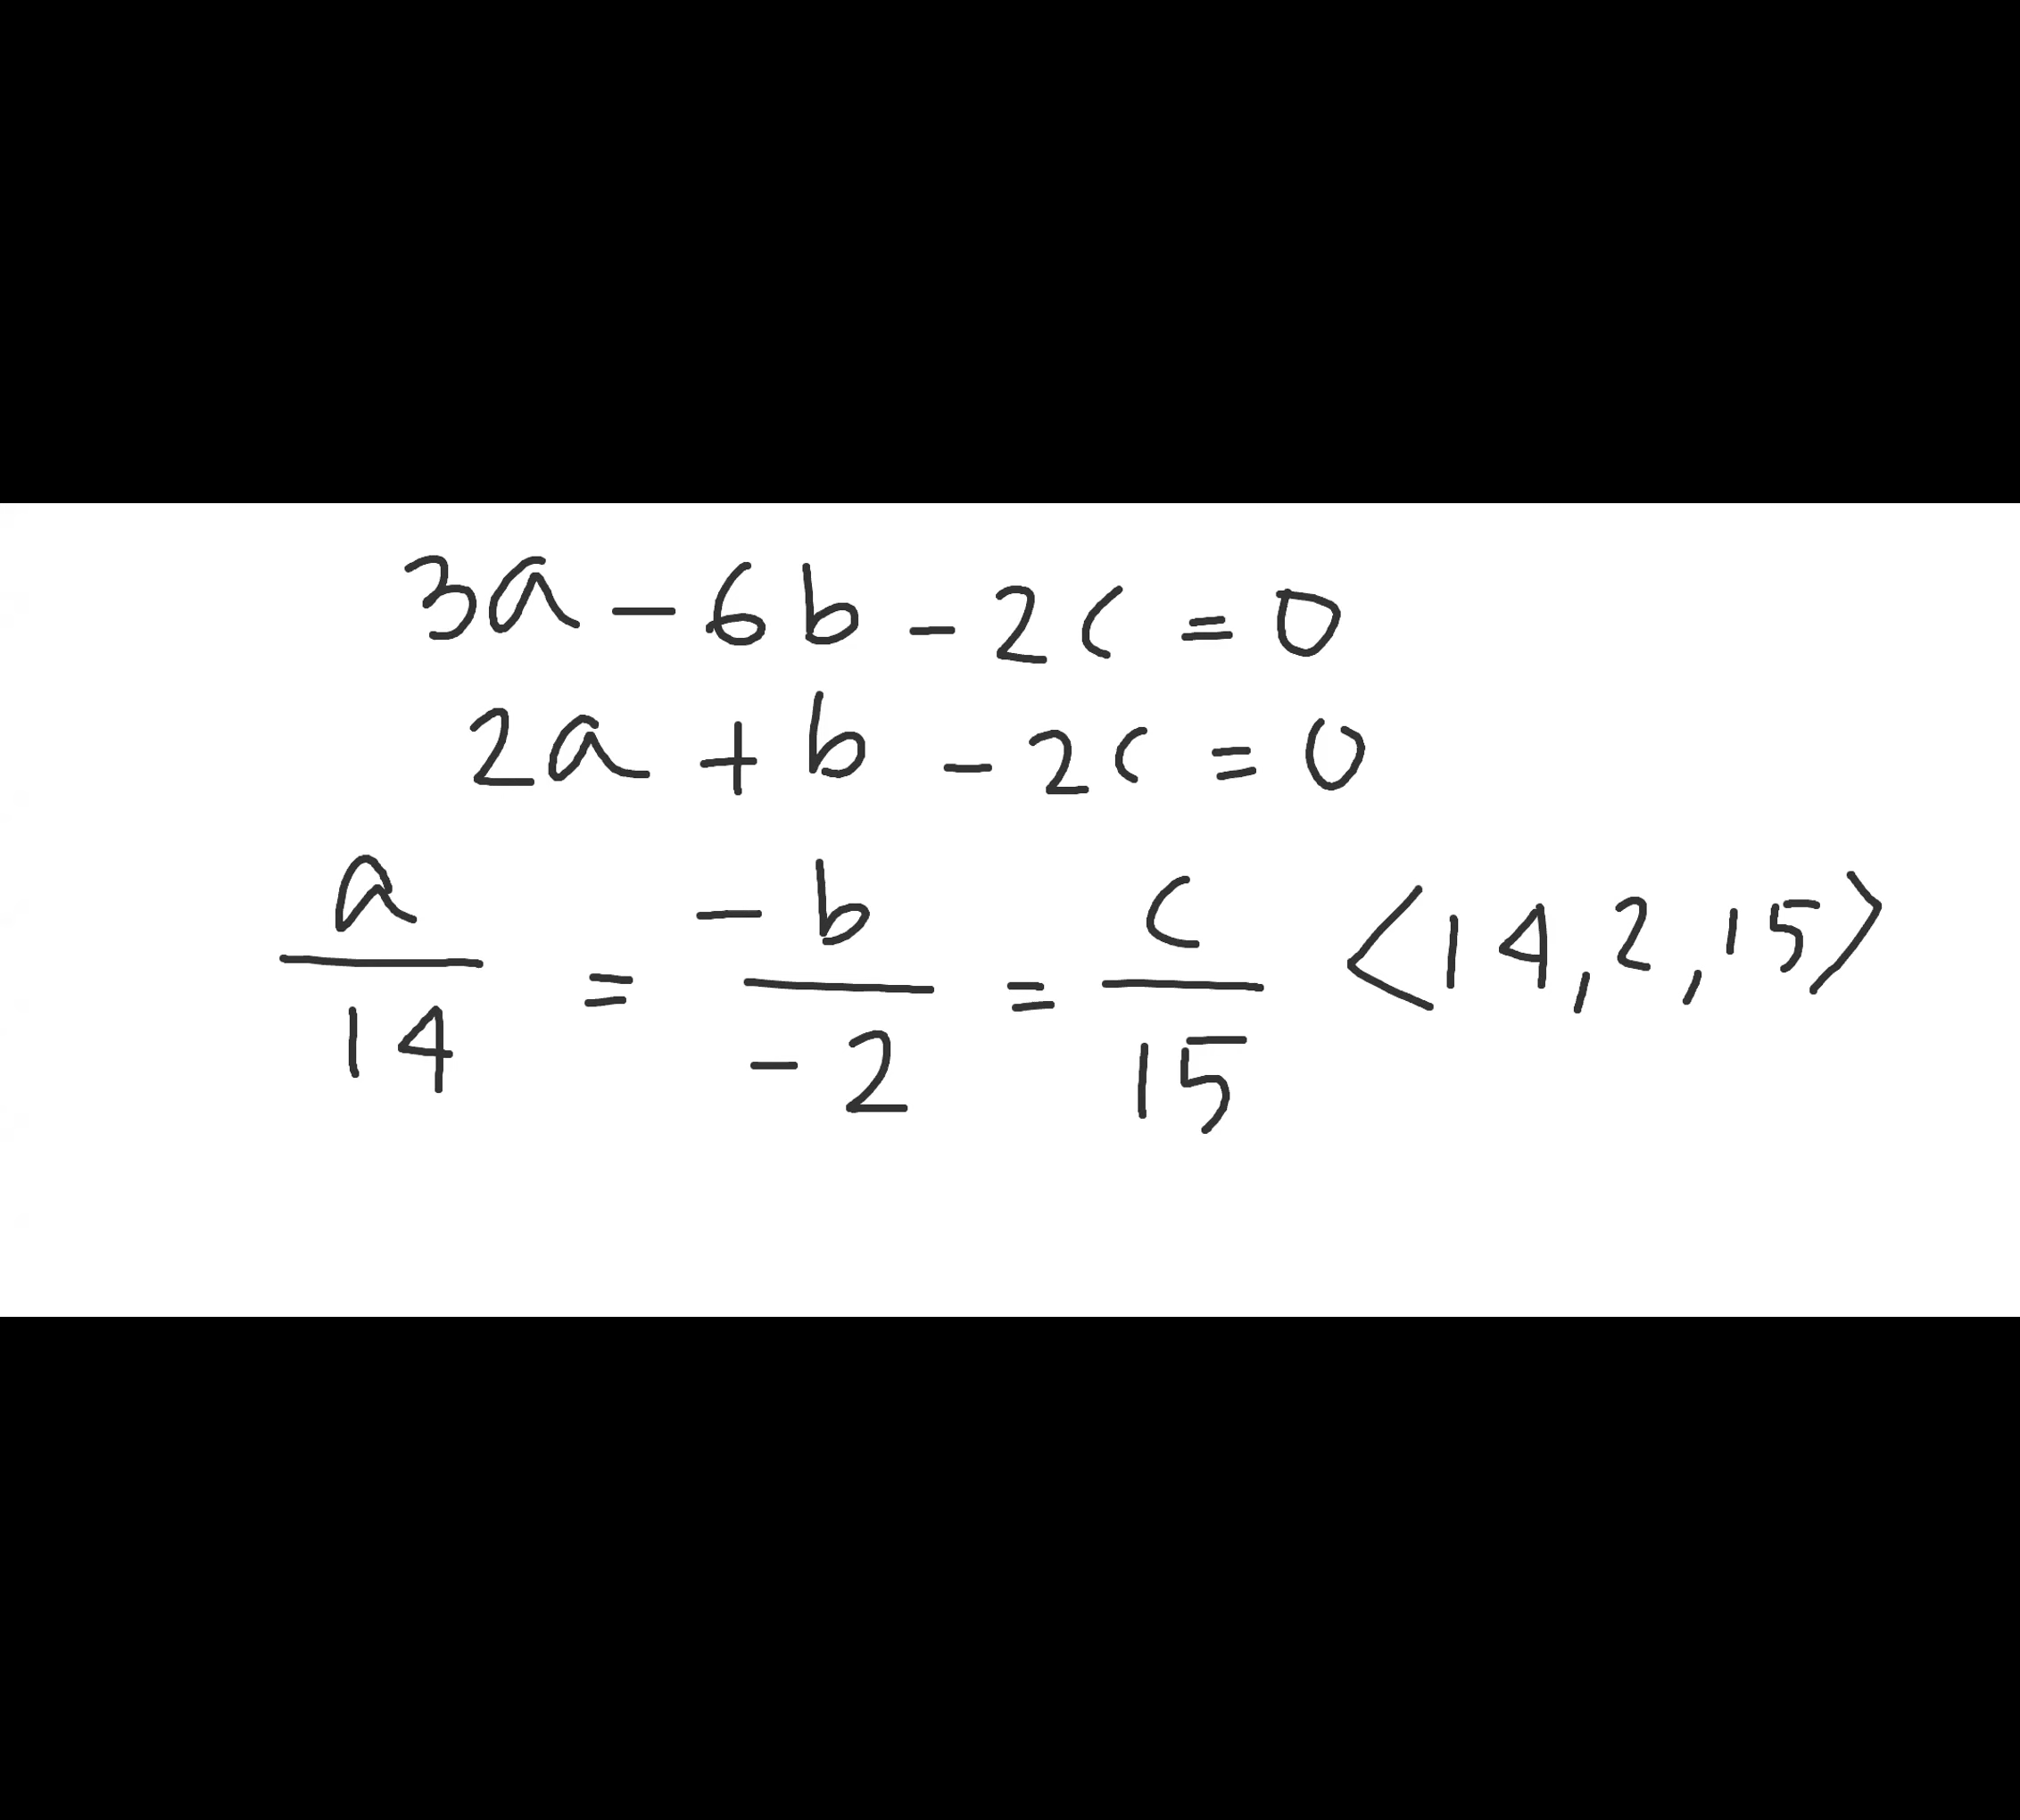 3a - 6b - 2c = 0
2a + b - 2c = 0
a/14 = -b/-2 = c/15 <14, 2, 15>